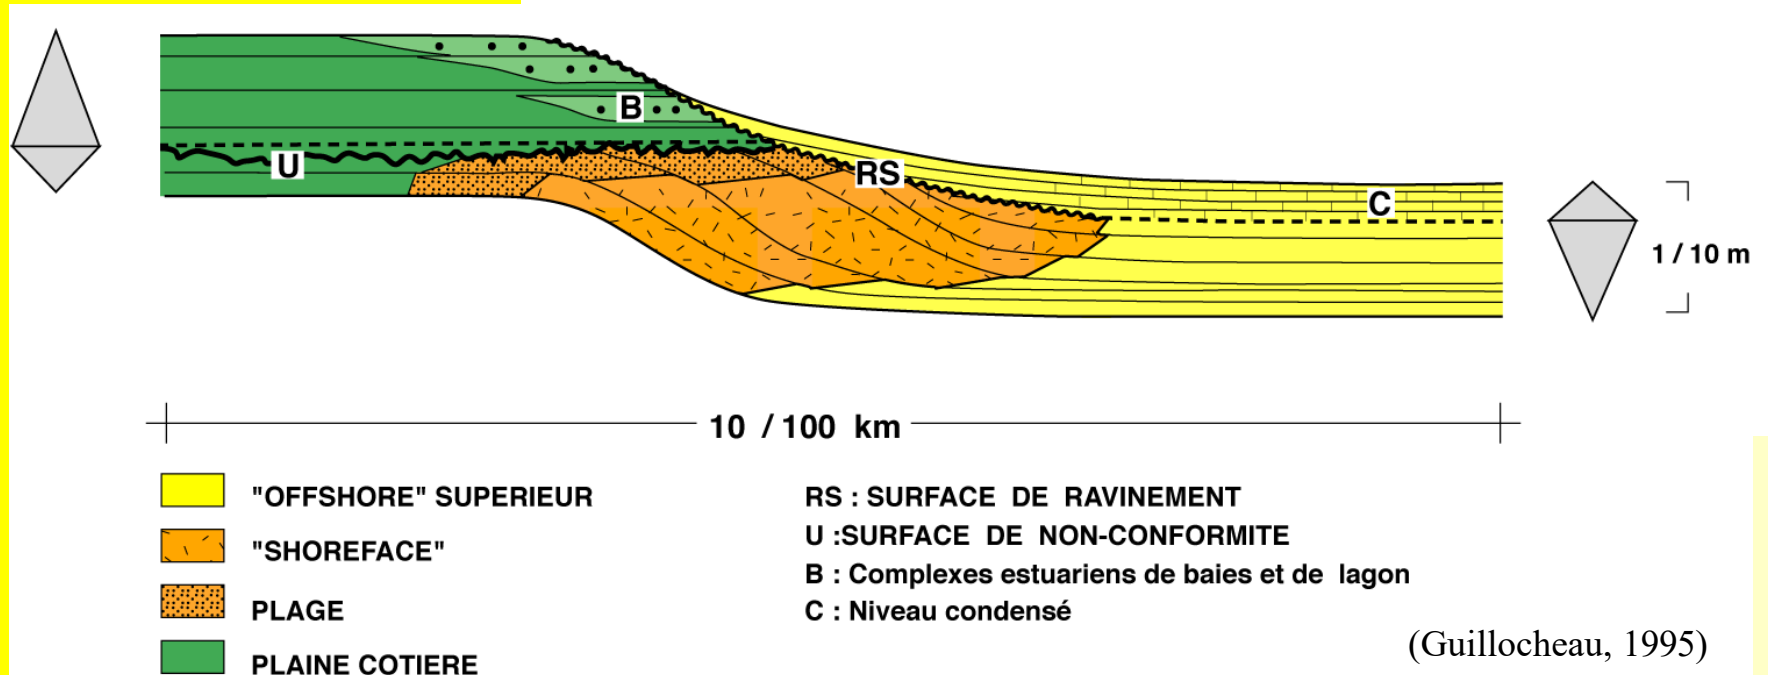 B
U
RS
C
1 / 10 m
10 / 100 km
"OFFSHORE" SUPERIEUR
"SHOREFACE"
PLAGE
PLAINE COTIERE
RS : SURFACE DE RAVINEMENT
U :SURFACE DE NON-CONFORMITE
B : Complexes estuariens de baies et de lagon
C : Niveau condensé
(Guillocheau, 1995)